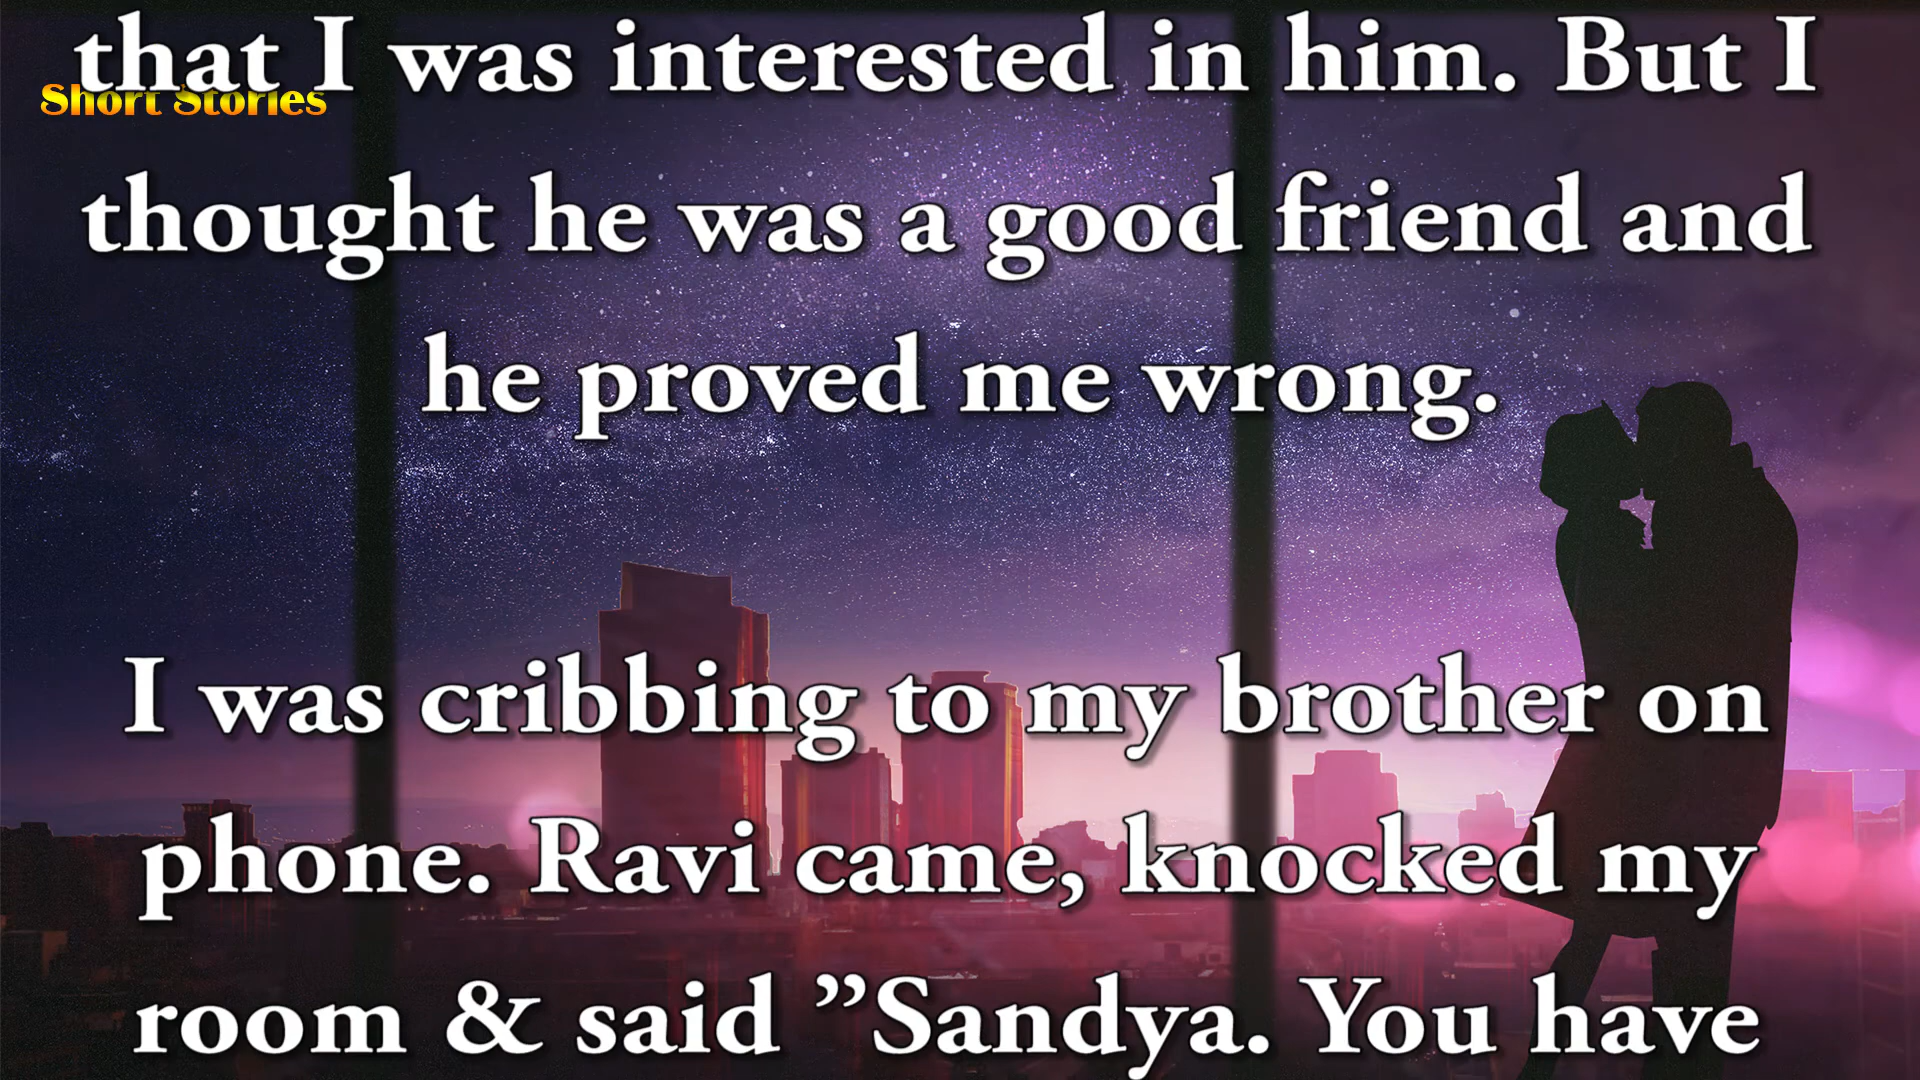 that I was interested in him. But I
Short Stories
thought he was a good friend and
he proved me wrong.
I was cribbing to my brother on
phone. Ravi came, knocked my
room & said ”Sandya. You have